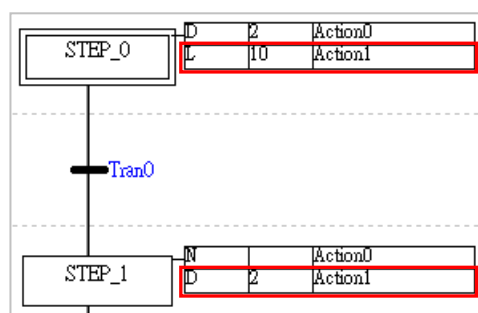 STEP_0 D 2 Action0
L 10 Action1
Tran0
STEP_1 N Action0
D 2 Action1